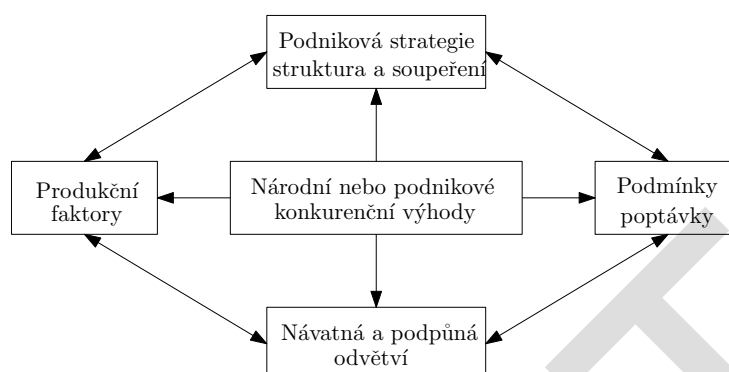 Podniková strategie
struktura a soupeření
Produkční
faktory
Národní nebo podnikové
konkurenční výhody
Podmínky
poptávky
Návatná a podpůná
odvětví